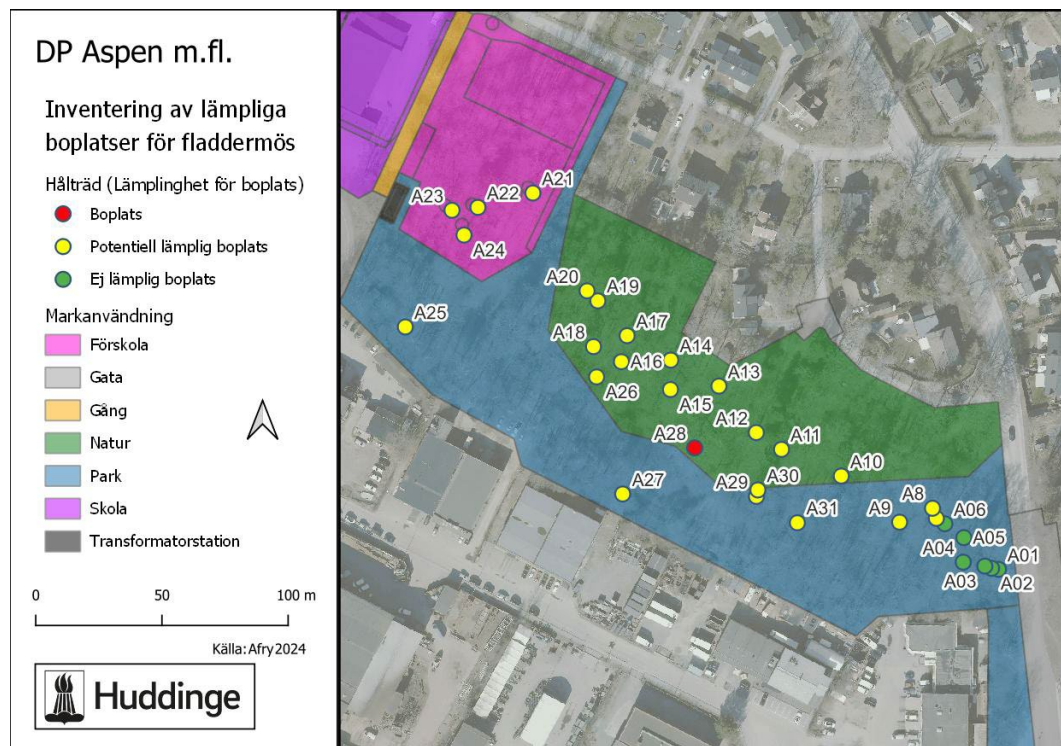 DP Aspen m.fl.
Inventering av lämpliga
boplatser för fladdermös
Hålträd (Lämplinghet för boplats)
Boplats
Potentiell lämplig boplats
Ej lämplig boplats
Markanvändning
Förskola
Gata
Gång
Natur
Park
Skola
Transformatorstation
0 50 100 m
Källa: Afry 2024
Huddinge
A21
A22
A23
A24
A20
A19
A25
A17
A18
A14
A16
A13
A26
A15
A12
A28
A11
A10
A30
A27
A29
A8
A31
A9
A06
A05
A04
A01
A03
A02